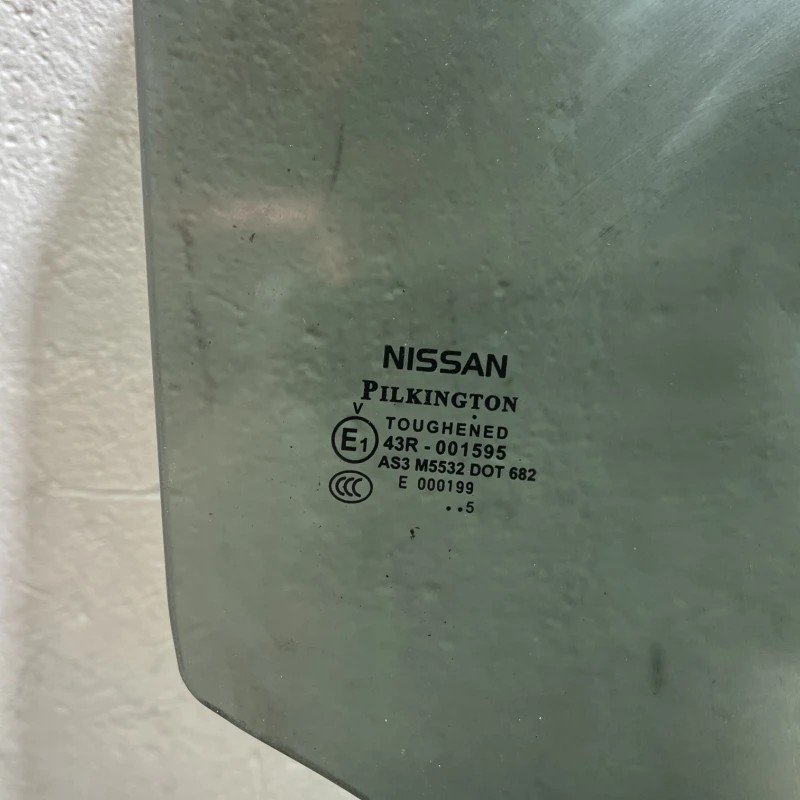 NISSAN
PILKINGTON
V
TOUGHENED
E1 43R - 001595
AS3 M5532 DOT 682
CCC E 000199
..5